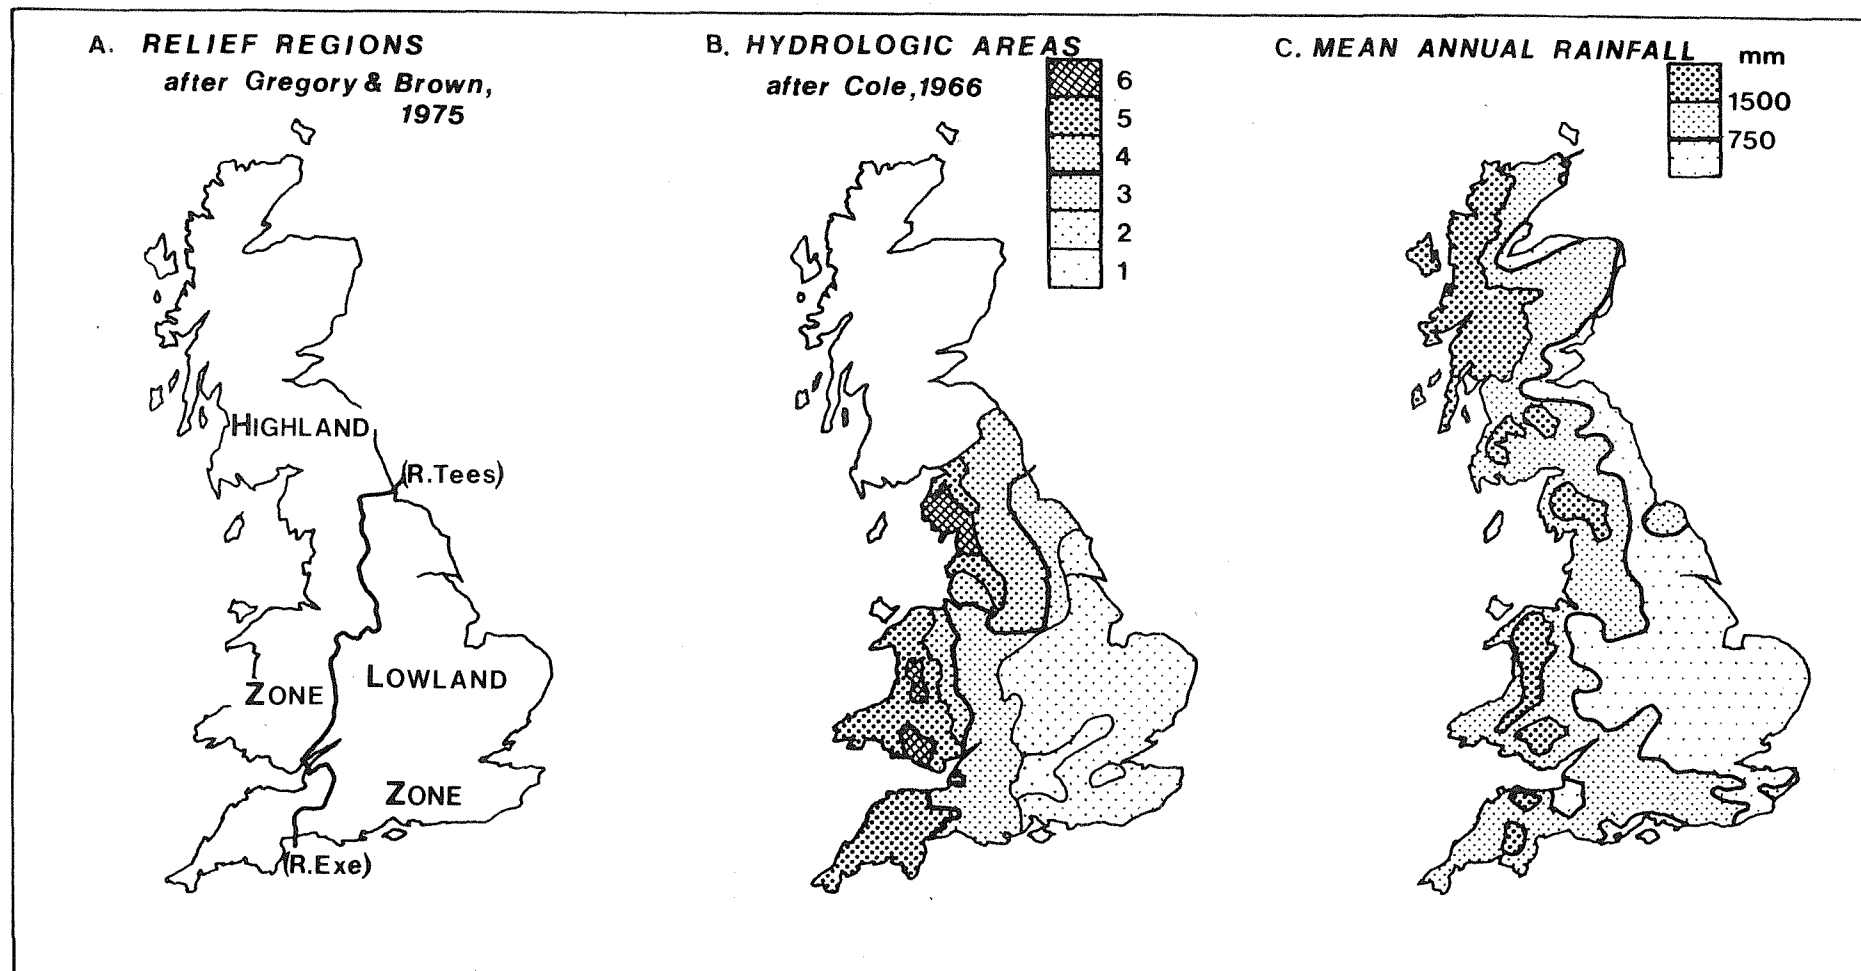 A. RELIEF REGIONS
after Gregory & Brown,
1975
HIGHLAND
(R.Tees)
ZONE
LOWLAND
ZONE
(R.Exe)
B. HYDROLOGIC AREAS
after Cole,1966
6
5
4
3
2
1
C. MEAN ANNUAL RAINFALL
mm
1500
750